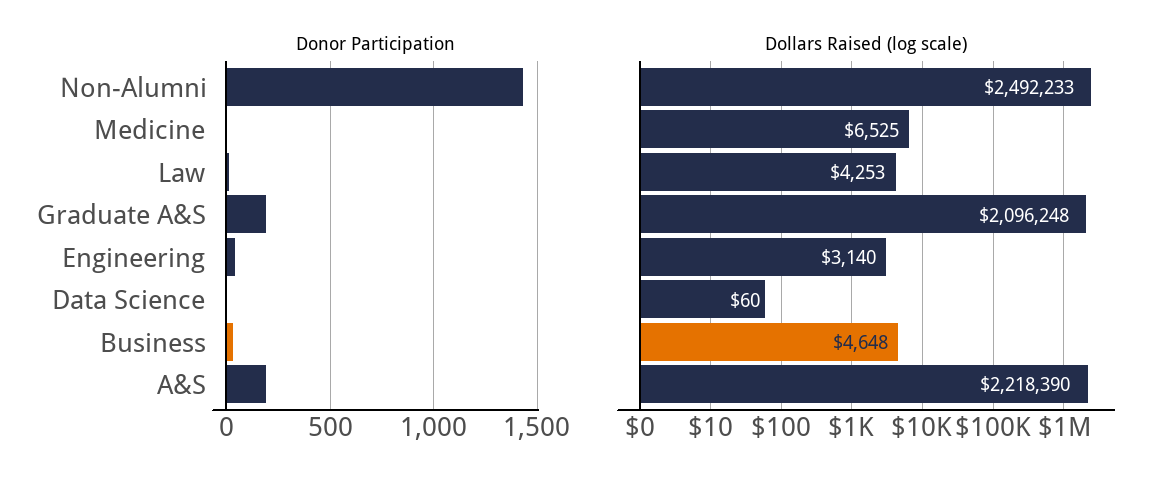 Donor Participation
Dollars Raised (log scale)
Non-Alumni
$2,492,233
Medicine
$6,525
Law
$4,253
Graduate A&S
$2,096,248
Engineering
$3,140
Data Science
$60
Business
$4,648
A&S
$2,218,390
0 500 1,000 1,500
$0 $10 $100 $1K $10K $100K $1M